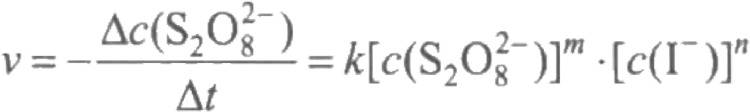 v = −Δc(S₂O₈²⁻)/Δt = k[c(S₂O₈²⁻)]ᵐ · [c(I⁻)]ⁿ